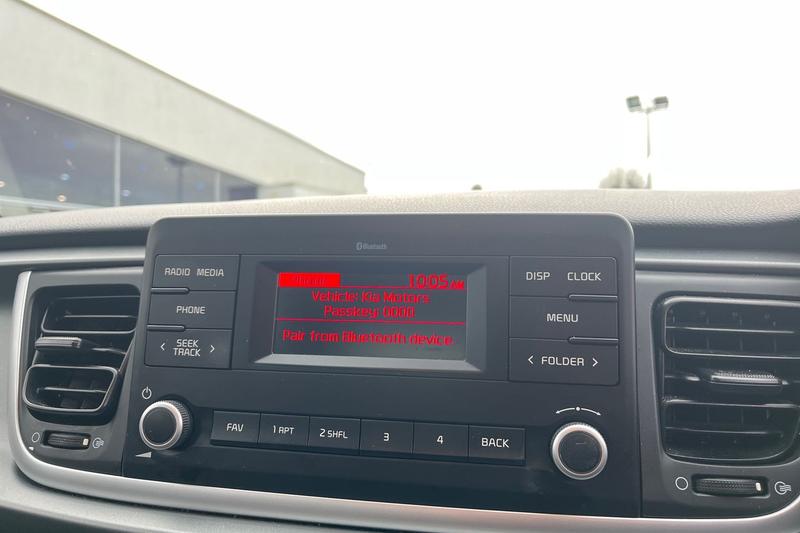 Bluetooth
RADIO MEDIA
PHONE
SEEK
TRACK
10:05 AM
Vehicle: Kia Motors
Passkey: 0000
Pair from Bluetooth device
DISP CLOCK
MENU
< FOLDER >
FAV
1 RPT
2 SHFL
3
4
BACK